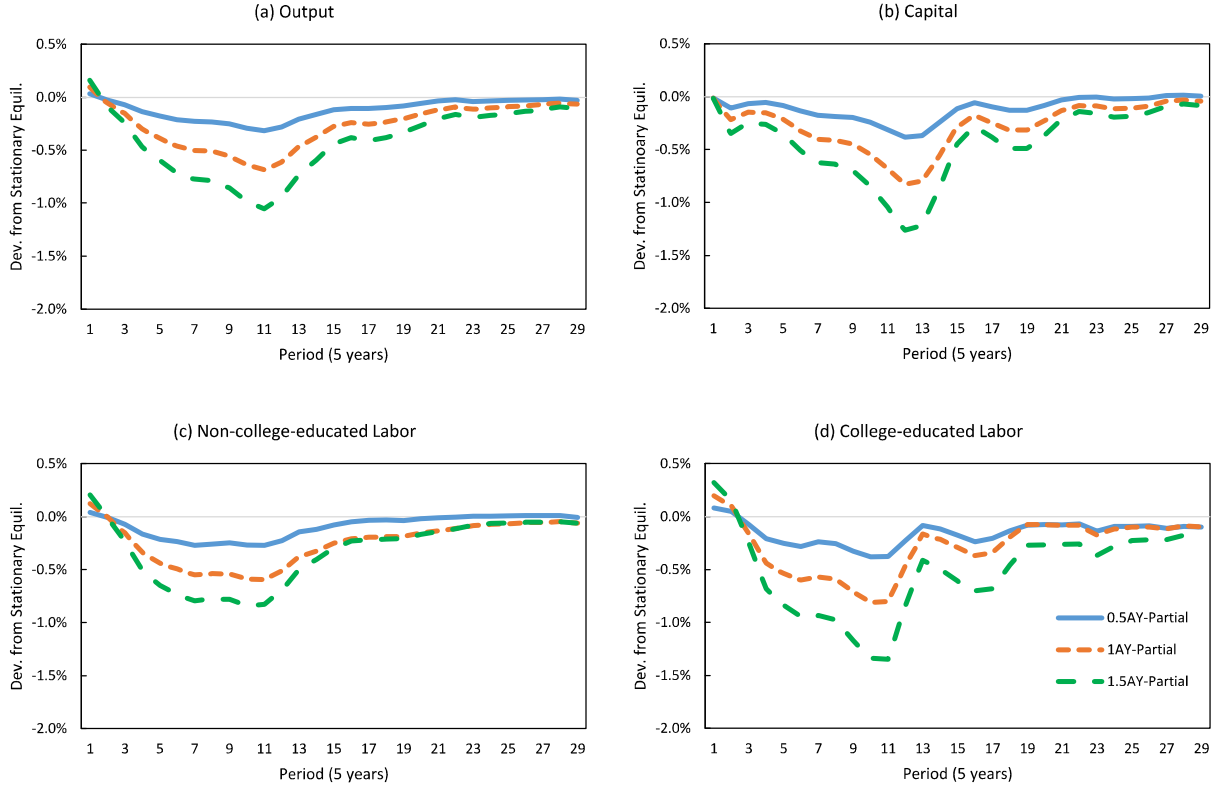 (a) Output
Dev. from Stationary Equil.
0.5%
0.0%
-0.5%
-1.0%
-1.5%
-2.0%
1 3 5 7 9 11 13 15 17 19 21 23 25 27 29
Period (5 years)
(b) Capital
Dev. from Statinoary Equil.
0.5%
0.0%
-0.5%
-1.0%
-1.5%
-2.0%
1 3 5 7 9 11 13 15 17 19 21 23 25 27 29
Period (5 years)
(c) Non-college-educated Labor
Dev. from Stationary Equil.
0.5%
0.0%
-0.5%
-1.0%
-1.5%
-2.0%
1 3 5 7 9 11 13 15 17 19 21 23 25 27 29
Period (5 years)
(d) College-educated Labor
Dev. from Stationary Equil.
0.5%
0.0%
-0.5%
-1.0%
-1.5%
-2.0%
0.5AY-Partial
1AY-Partial
1.5AY-Partial
1 3 5 7 9 11 13 15 17 19 21 23 25 27 29
Period (5 years)